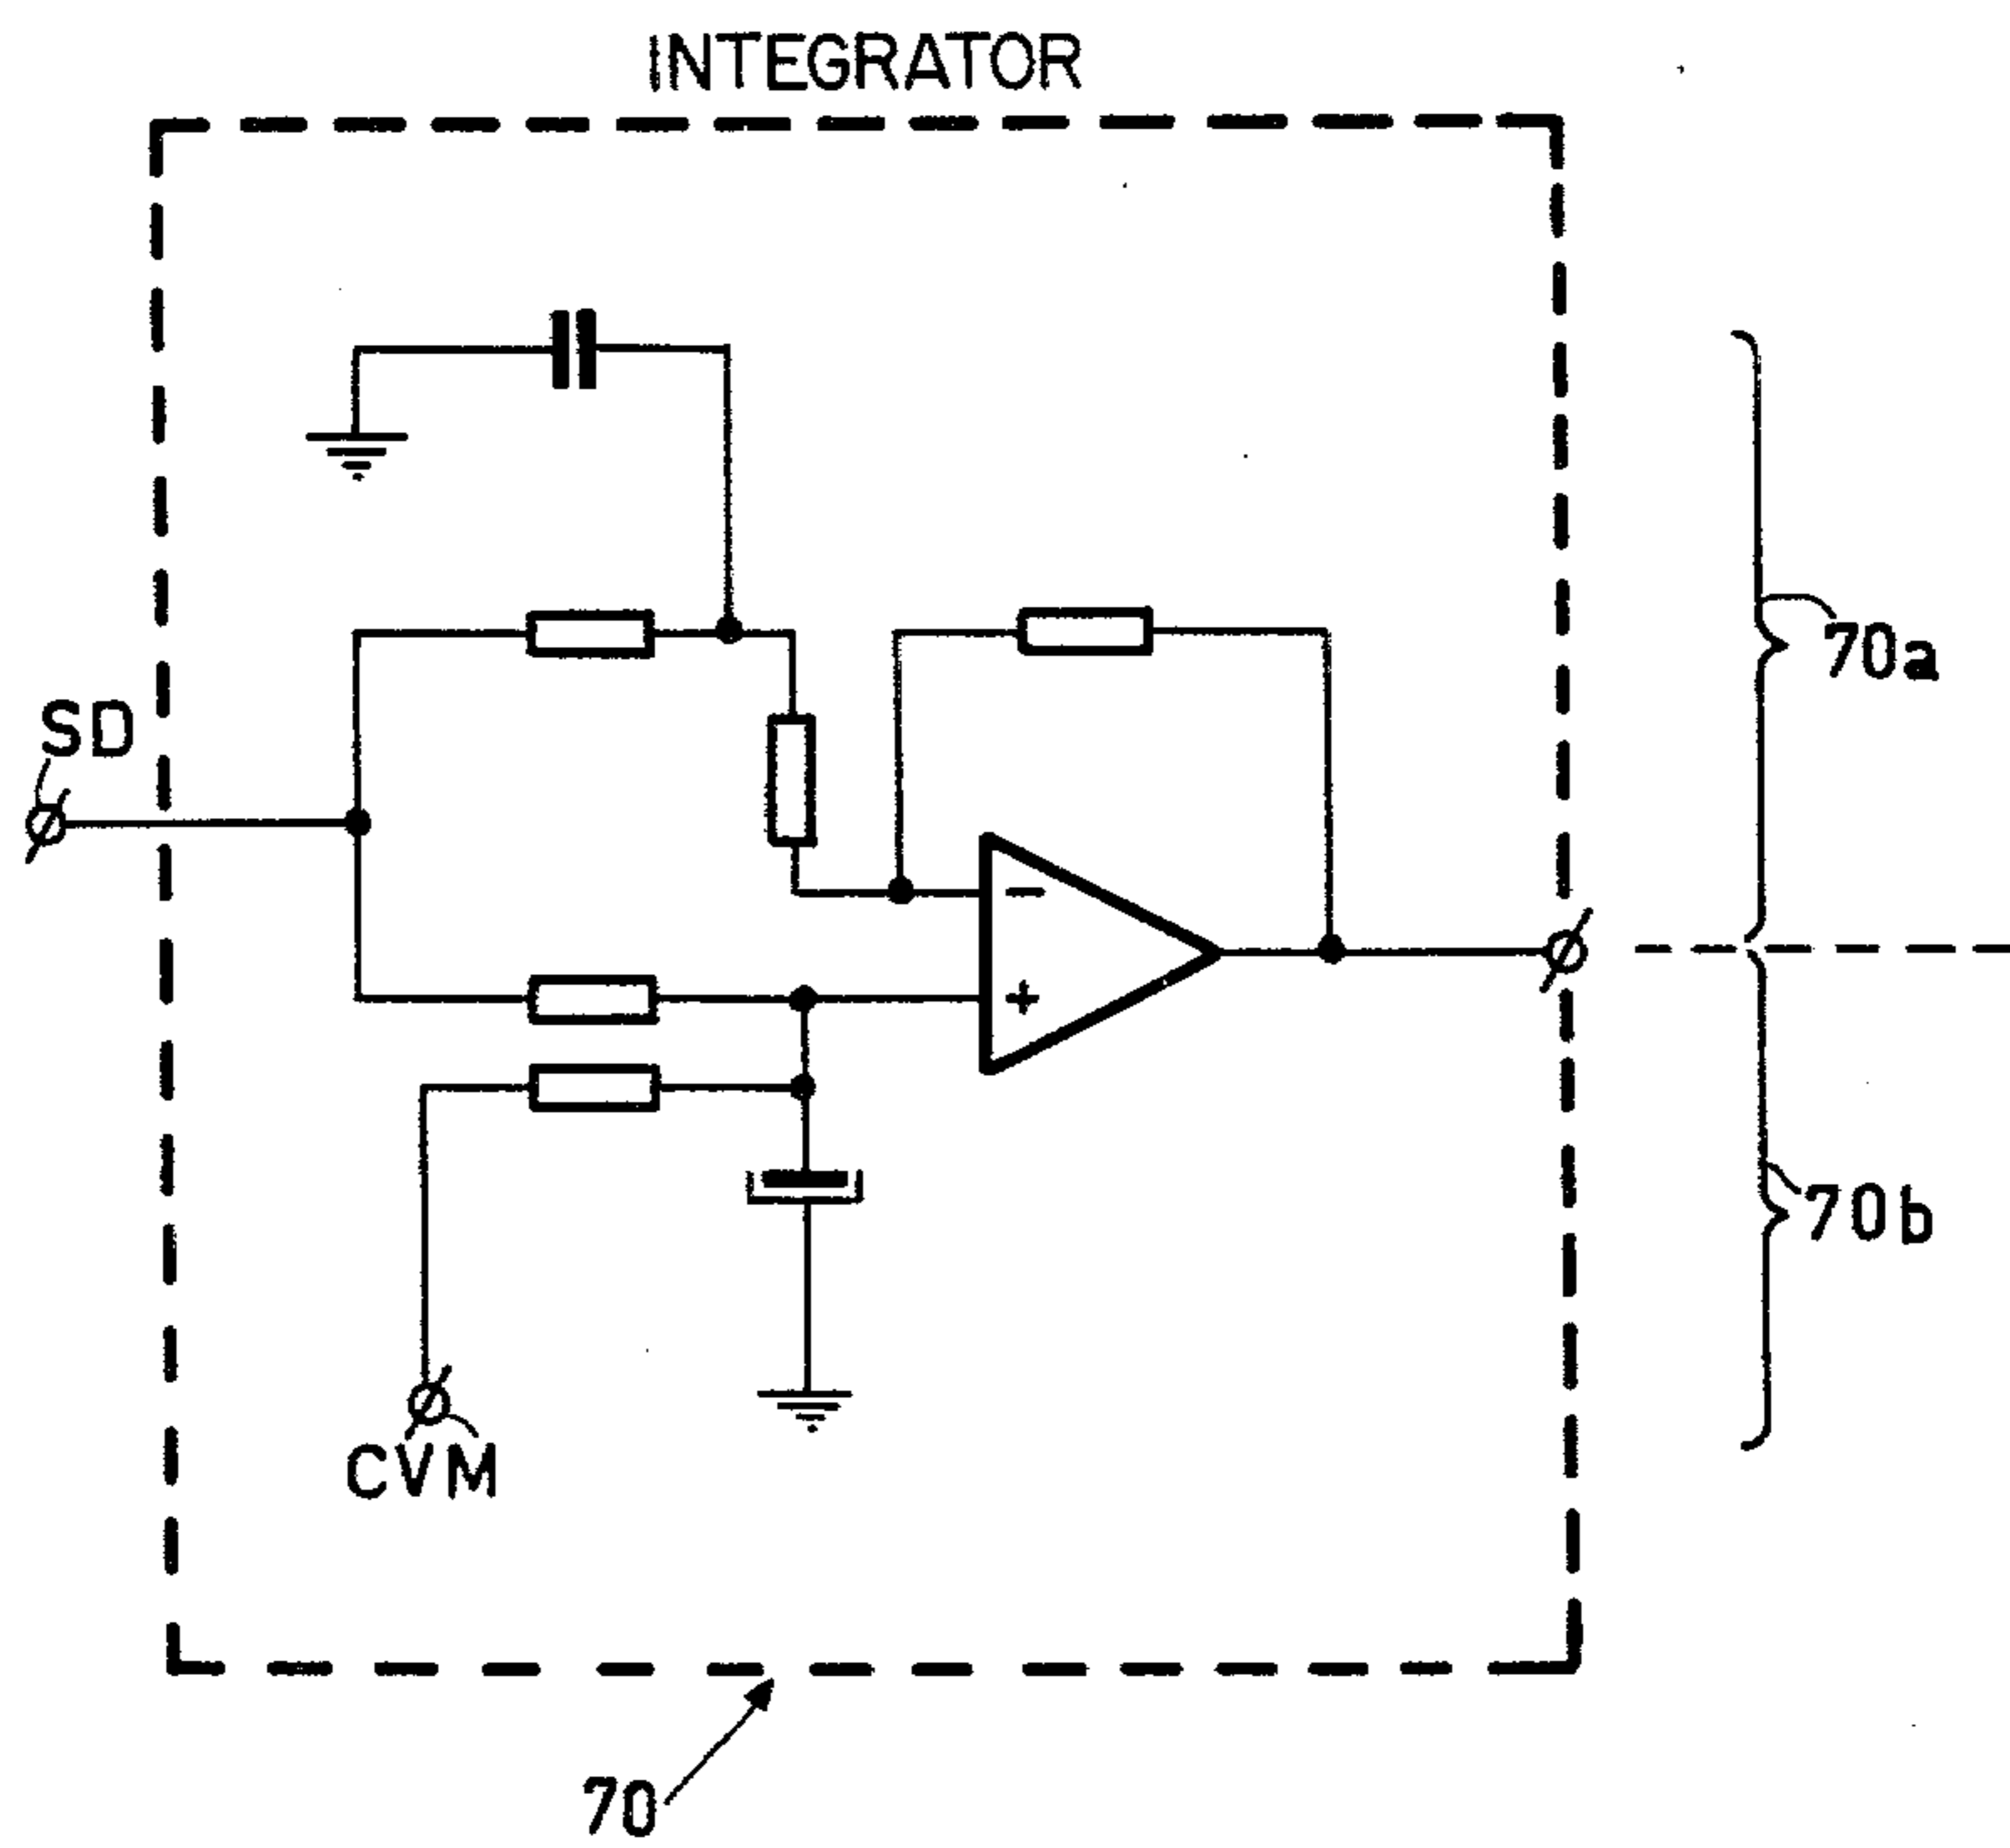 INTEGRATOR
70a
SD
−
+
70b
CVM
70